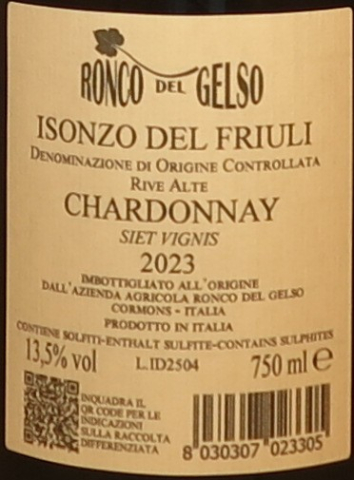 RONCO DEL GELSO
ISONZO DEL FRIULI
DENOMINAZIONE DI ORIGINE CONTROLLATA
RIVE ALTE
CHARDONNAY
SIET VIGNIS
2023
IMBOTTIGLIATO ALL'ORIGINE
DALL'AZIENDA AGRICOLA RONCO DEL GELSO
CORMONS - ITALIA
PRODOTTO IN ITALIA
CONTIENE SOLFITI-ENTHALT SULFITE-CONTAINS SULPHITES
13,5% vol L.ID2504 750 ml e
INQUADRA IL
QR CODE PER LE
INDICAZIONI
SULLA RACCOLTA
DIFFERENZIATA
8 030307 023305